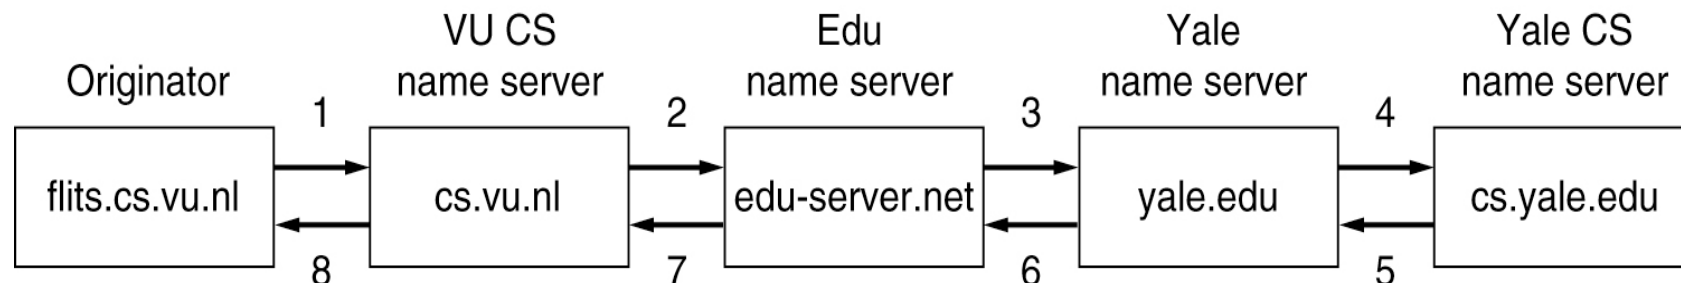 VU CS
Edu
Yale
Yale CS
Originator
name server
name server
name server
name server
1
2
3
4
flits.cs.vu.nl
cs.vu.nl
edu-server.net
yale.edu
cs.yale.edu
8
7
6
5